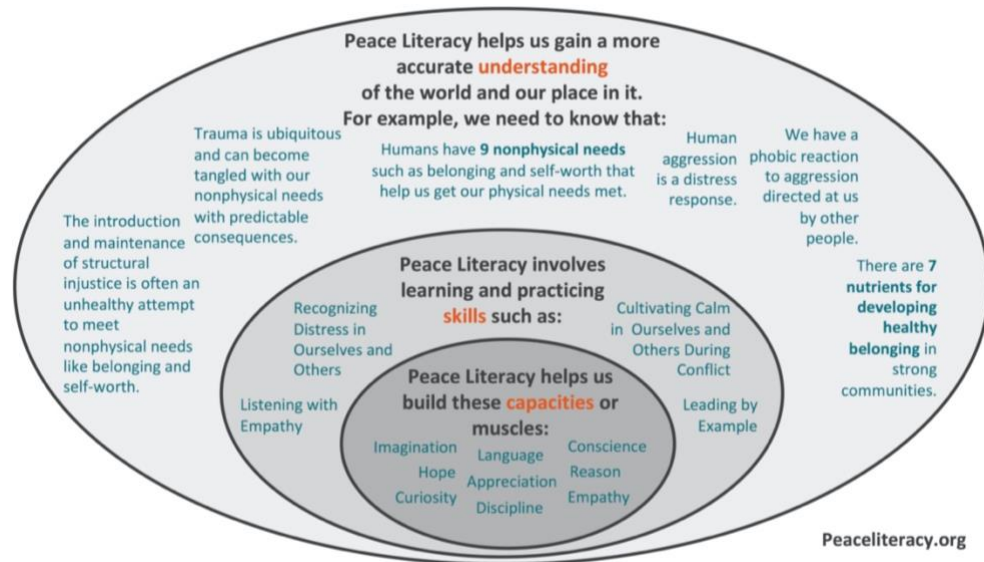 Peace Literacy helps us gain a more
accurate understanding
of the world and our place in it.
For example, we need to know that:
Trauma is ubiquitous
and can become
tangled with our
nonphysical needs
with predictable
consequences.
Humans have 9 nonphysical needs
such as belonging and self-worth that
help us get our physical needs met.
Human
aggression
is a distress
response.
We have a
phobic reaction
to aggression
directed at us
by other
people.
The introduction
and maintenance
of structural
injustice is often an
unhealthy attempt
to meet
nonphysical needs
like belonging and
self-worth.
There are 7
nutrients for
developing
healthy
belonging in
strong
communities.
Peace Literacy involves
learning and practicing
skills such as:
Recognizing
Distress in
Ourselves and
Others
Cultivating Calm
in Ourselves and
Others During
Conflict
Listening with
Empathy
Leading by
Example
Peace Literacy helps us
build these capacities or
muscles:
Imagination
Hope
Curiosity
Language
Appreciation
Discipline
Conscience
Reason
Empathy
Peaceliteracy.org